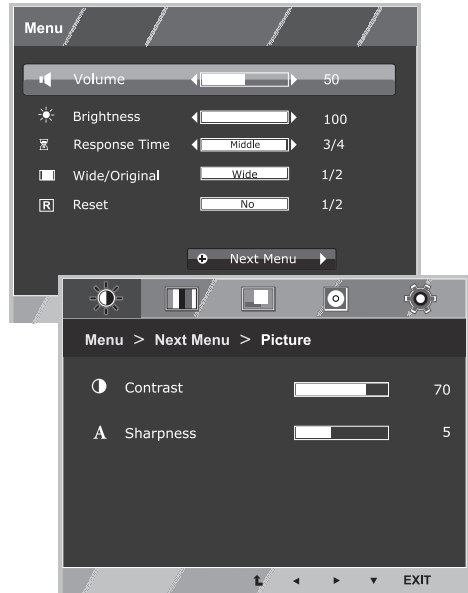 Menu
Volume 50
Brightness 100
Response Time Middle 3/4
Wide/Original Wide 1/2
R Reset No 1/2
Next Menu
Menu > Next Menu > Picture
Contrast 70
A Sharpness 5
EXIT